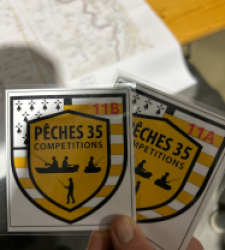 11B
PÊCHES 35
COMPETITIONS
11A
PÊCHES 35
COMPETITIONS